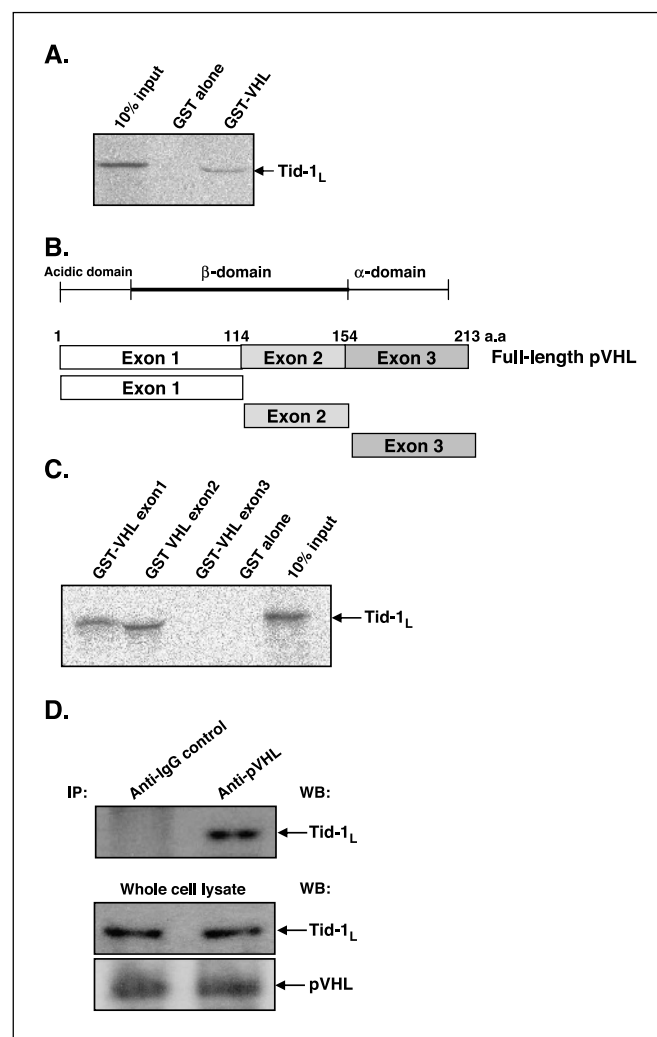 A.
10% input GST alone GST-VHL
Tid-1L
B.
Acidic domain β-domain α-domain
1 114 154 213 a.a
Exon 1 Exon 2 Exon 3 Full-length pVHL
Exon 1
Exon 2
Exon 3
C.
GST-VHL exon1 GST VHL exon2 GST-VHL exon3 GST alone 10% input
Tid-1L
D.
IP: Anti-IgG control Anti-pVHL WB:
Tid-1L
Whole cell lysate WB:
Tid-1L
pVHL